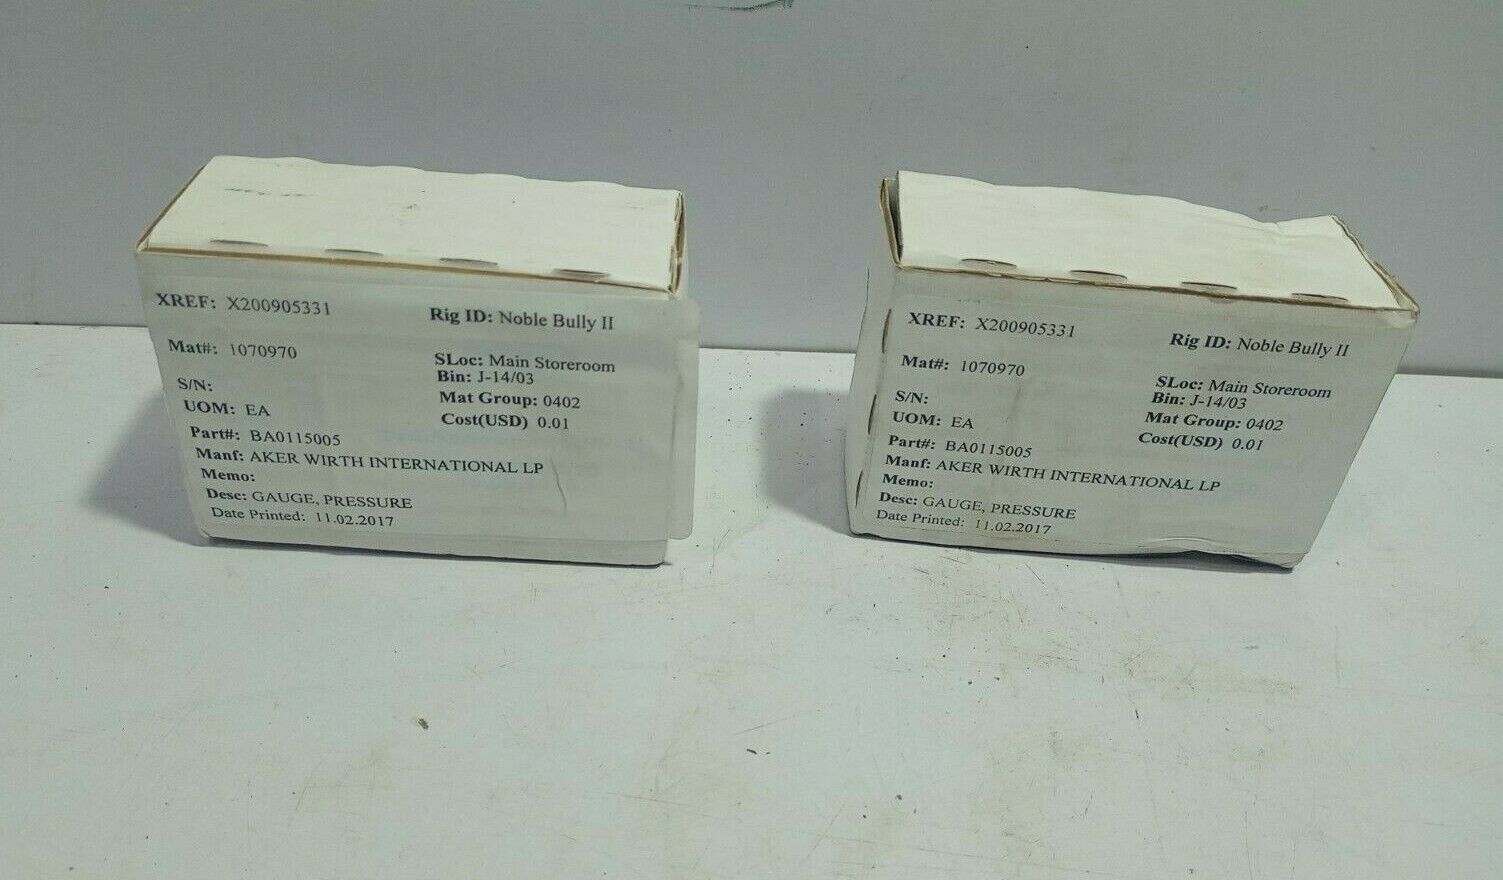 XREF: X200905331
Rig ID: Noble Bully II
Mat#: 1070970
SLoc: Main Storeroom
Bin: J-14/03
S/N:
Mat Group: 0402
UOM: EA
Cost(USD) 0.01
Part#: BA0115005
Manf: AKER WIRTH INTERNATIONAL LP
Memo:
Desc: GAUGE, PRESSURE
Date Printed: 11.02.2017
XREF: X200905331
Rig ID: Noble Bully II
Mat#: 1070970
SLoc: Main Storeroom
Bin: J-14/03
S/N:
Mat Group: 0402
UOM: EA
Cost(USD) 0.01
Part#: BA0115005
Manf: AKER WIRTH INTERNATIONAL LP
Memo:
Desc: GAUGE, PRESSURE
Date Printed: 11.02.2017